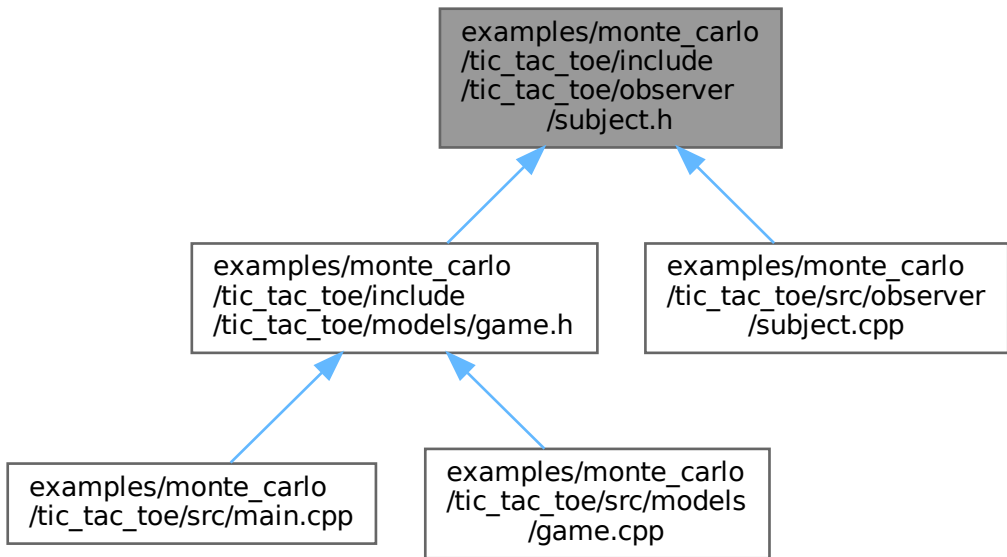 examples/monte_carlo
/tic_tac_toe/include
/tic_tac_toe/observer
/subject.h
examples/monte_carlo
/tic_tac_toe/include
/tic_tac_toe/models/game.h
examples/monte_carlo
/tic_tac_toe/src/observer
/subject.cpp
examples/monte_carlo
/tic_tac_toe/src/main.cpp
examples/monte_carlo
/tic_tac_toe/src/models
/game.cpp